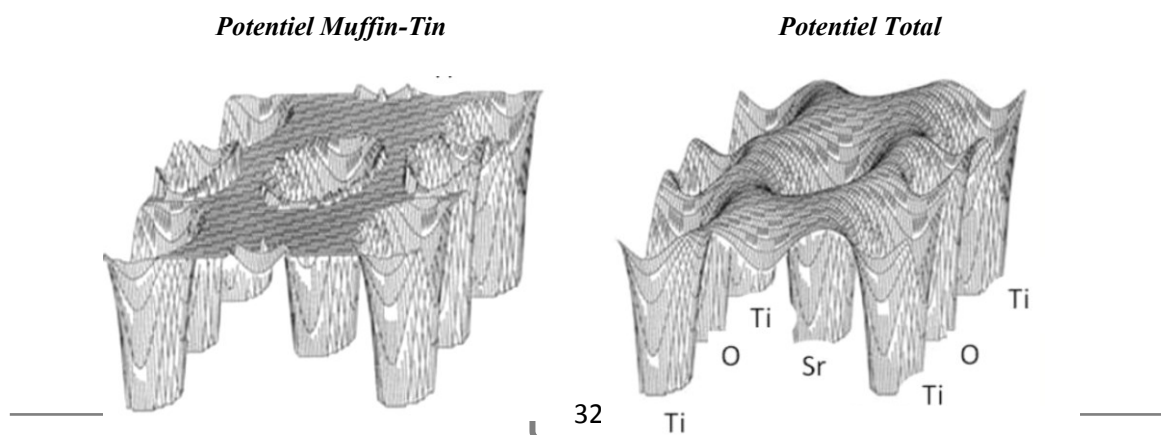 Potentiel Muffin-Tin
Potentiel Total
Ti
Ti
O
Sr
O
Ti
Ti
32